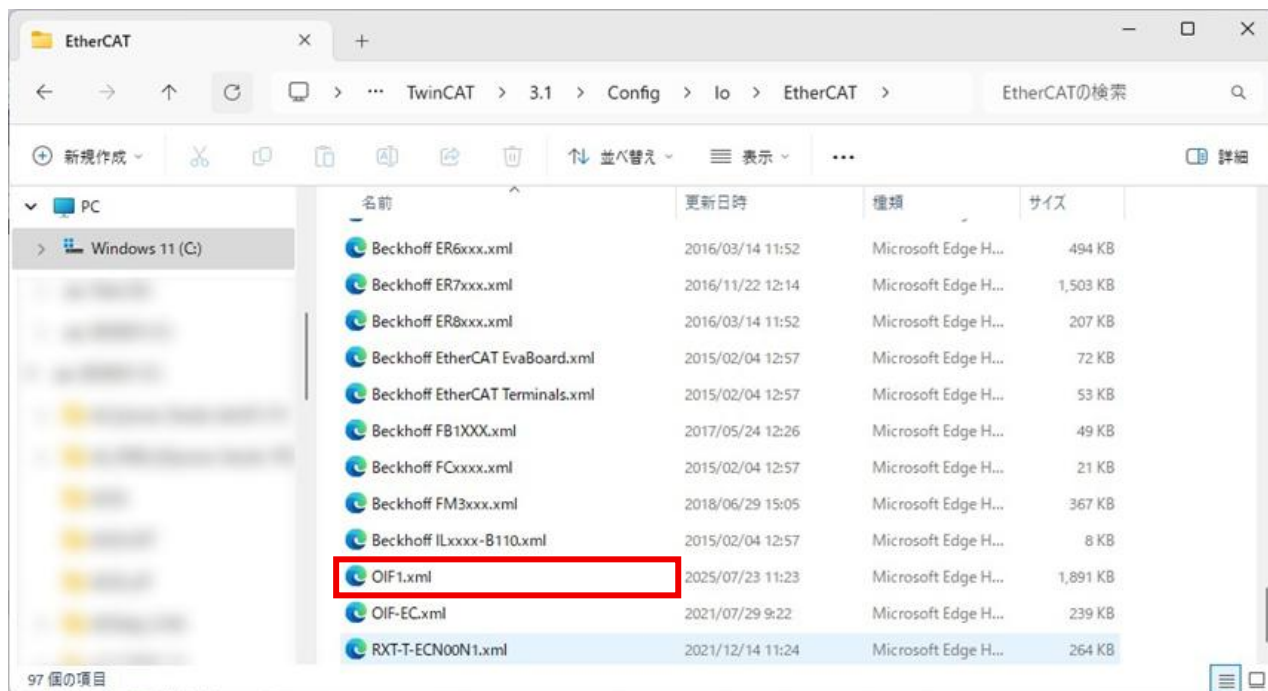 EtherCAT
TwinCAT > 3.1 > Config > Io > EtherCAT >
EtherCATの検索
新規作成
並べ替え
表示
詳細
PC
Windows 11 (C:)
名前 更新日時 種類 サイズ
Beckhoff ER6xxx.xml 2016/03/14 11:52 Microsoft Edge H... 494 KB
Beckhoff ER7xxx.xml 2016/11/22 12:14 Microsoft Edge H... 1,503 KB
Beckhoff ER8xxx.xml 2016/03/14 11:52 Microsoft Edge H... 207 KB
Beckhoff EtherCAT EvaBoard.xml 2015/02/04 12:57 Microsoft Edge H... 72 KB
Beckhoff EtherCAT Terminals.xml 2015/02/04 12:57 Microsoft Edge H... 53 KB
Beckhoff FB1XXX.xml 2017/05/24 12:26 Microsoft Edge H... 49 KB
Beckhoff FCxxxx.xml 2015/02/04 12:57 Microsoft Edge H... 21 KB
Beckhoff FM3xxx.xml 2018/06/29 15:05 Microsoft Edge H... 367 KB
Beckhoff ILxxxx-B110.xml 2015/02/04 12:57 Microsoft Edge H... 8 KB
OIF1.xml 2025/07/23 11:23 Microsoft Edge H... 1,891 KB
OIF-EC.xml 2021/07/29 9:22 Microsoft Edge H... 239 KB
RXT-T-ECN00N1.xml 2021/12/14 11:24 Microsoft Edge H... 264 KB
97 個の項目